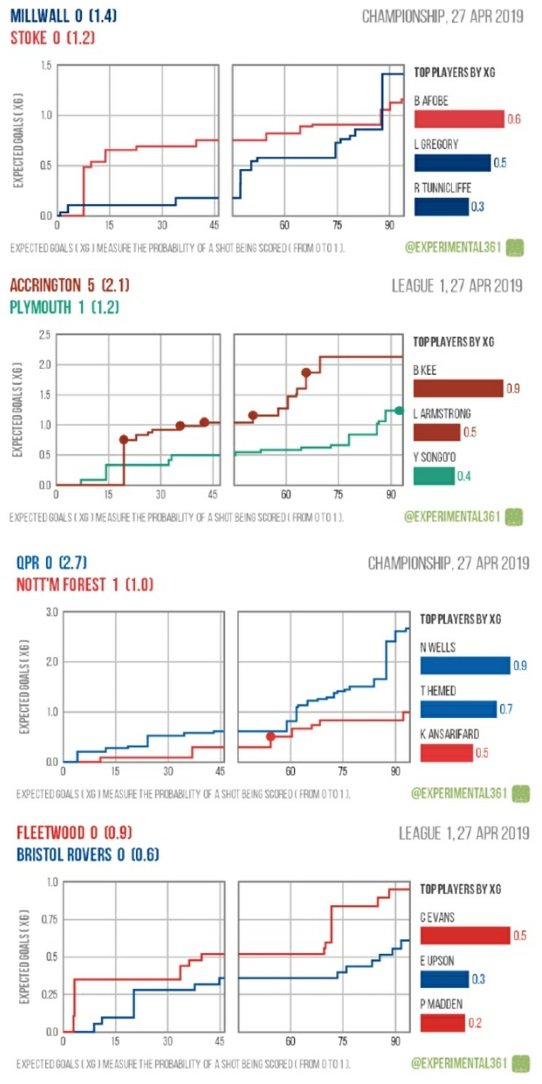 MILLWALL 0 (1.4)
CHAMPIONSHIP, 27 APR 2019
STOKE 0 (1.2)
EXPECTED GOALS ( XG )
1.5
1.0
0.5
0.0
0 15 30 45 60 75 90
TOP PLAYERS BY XG
B AFOBE
0.6
L GREGORY
0.5
R TUNNICLIFFE
0.3
EXPECTED GOALS ( XG ) MEASURE THE PROBABILITY OF A SHOT BEING SCORED ( FROM 0 TO 1 ).
@EXPERIMENTAL361
ACCRINGTON 5 (2.1)
LEAGUE 1, 27 APR 2019
PLYMOUTH 1 (1.2)
EXPECTED GOALS ( XG )
2.5
2.0
1.5
1.0
0.5
0.0
0 15 30 45 60 75 90
TOP PLAYERS BY XG
B KEE
0.9
L ARMSTRONG
0.5
Y SONGO'O
0.4
EXPECTED GOALS ( XG ) MEASURE THE PROBABILITY OF A SHOT BEING SCORED ( FROM 0 TO 1 ).
@EXPERIMENTAL361
QPR 0 (2.7)
CHAMPIONSHIP, 27 APR 2019
NOTT'M FOREST 1 (1.0)
EXPECTED GOALS ( XG )
3.0
2.0
1.0
0.0
0 15 30 45 60 75 90
TOP PLAYERS BY XG
N WELLS
0.9
T HEMED
0.7
K ANSARIFARD
0.5
EXPECTED GOALS ( XG ) MEASURE THE PROBABILITY OF A SHOT BEING SCORED ( FROM 0 TO 1 ).
@EXPERIMENTAL361
FLEETWOOD 0 (0.9)
LEAGUE 1, 27 APR 2019
BRISTOL ROVERS 0 (0.6)
EXPECTED GOALS ( XG )
1.0
0.75
0.5
0.25
0.0
0 15 30 45 60 75 90
TOP PLAYERS BY XG
C EVANS
0.5
E UPSON
0.3
P MADDEN
0.2
EXPECTED GOALS ( XG ) MEASURE THE PROBABILITY OF A SHOT BEING SCORED ( FROM 0 TO 1 ).
@EXPERIMENTAL361